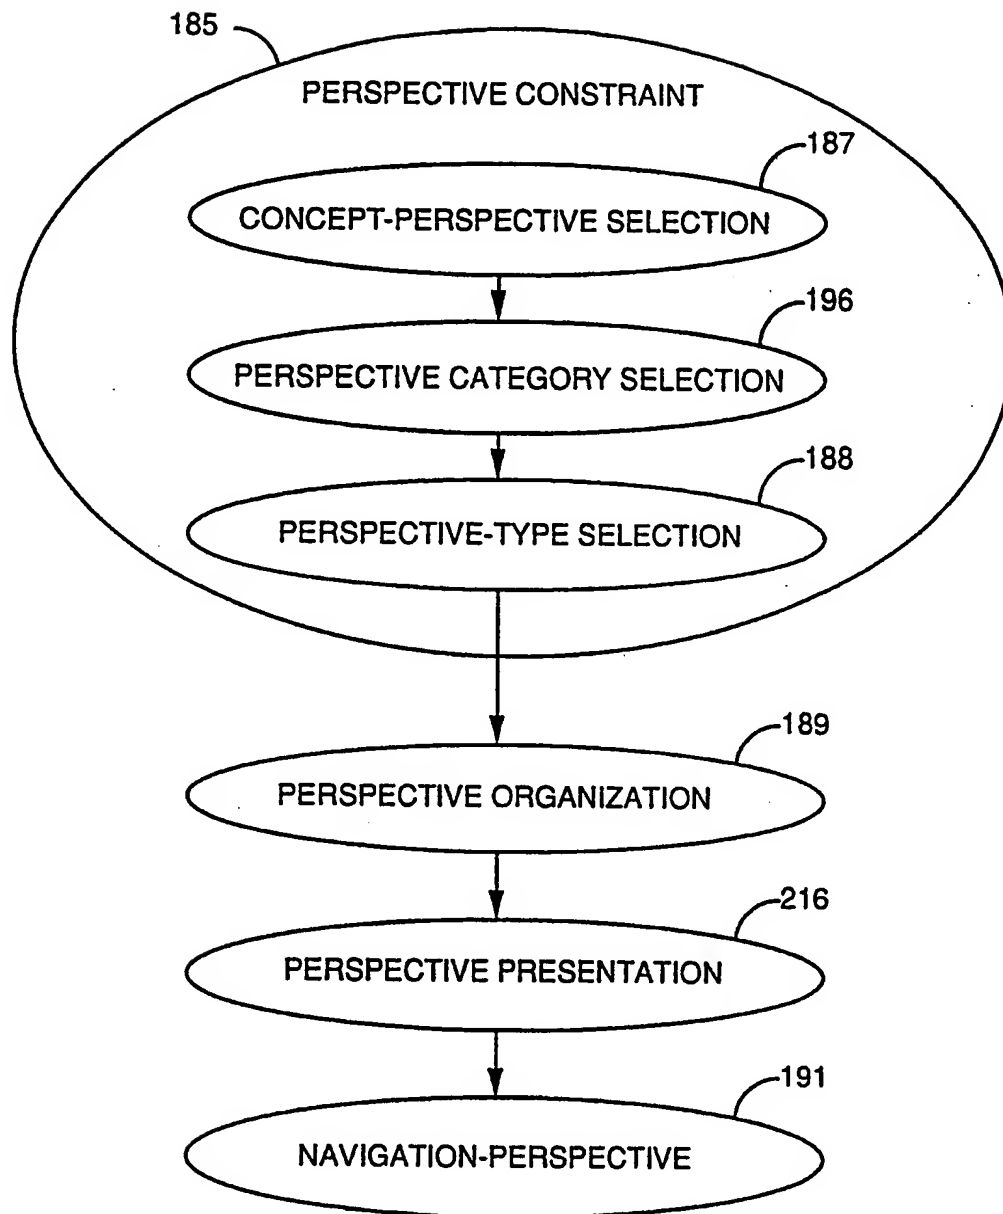 185
PERSPECTIVE CONSTRAINT
187
CONCEPT-PERSPECTIVE SELECTION
196
PERSPECTIVE CATEGORY SELECTION
188
PERSPECTIVE-TYPE SELECTION
189
PERSPECTIVE ORGANIZATION
216
PERSPECTIVE PRESENTATION
191
NAVIGATION-PERSPECTIVE